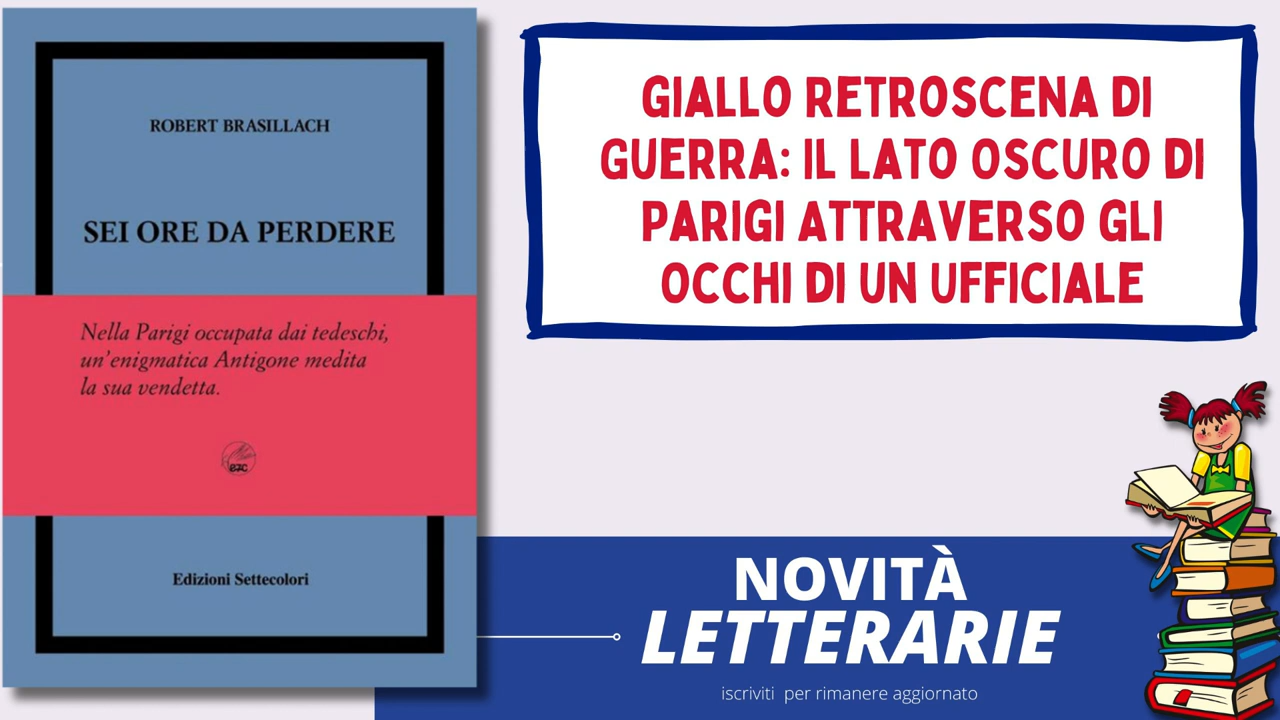 ROBERT BRASILLACH
SEI ORE DA PERDERE
Nella Parigi occupata dai tedeschi,
un'enigmatica Antigone medita
la sua vendetta.
Edizioni Settecolori
GIALLO RETROSCENA DI
GUERRA: IL LATO OSCURO DI
PARIGI ATTRAVERSO GLI
OCCHI DI UN UFFICIALE
NOVITÀ
LETTERARIE
iscriviti per rimanere aggiornato